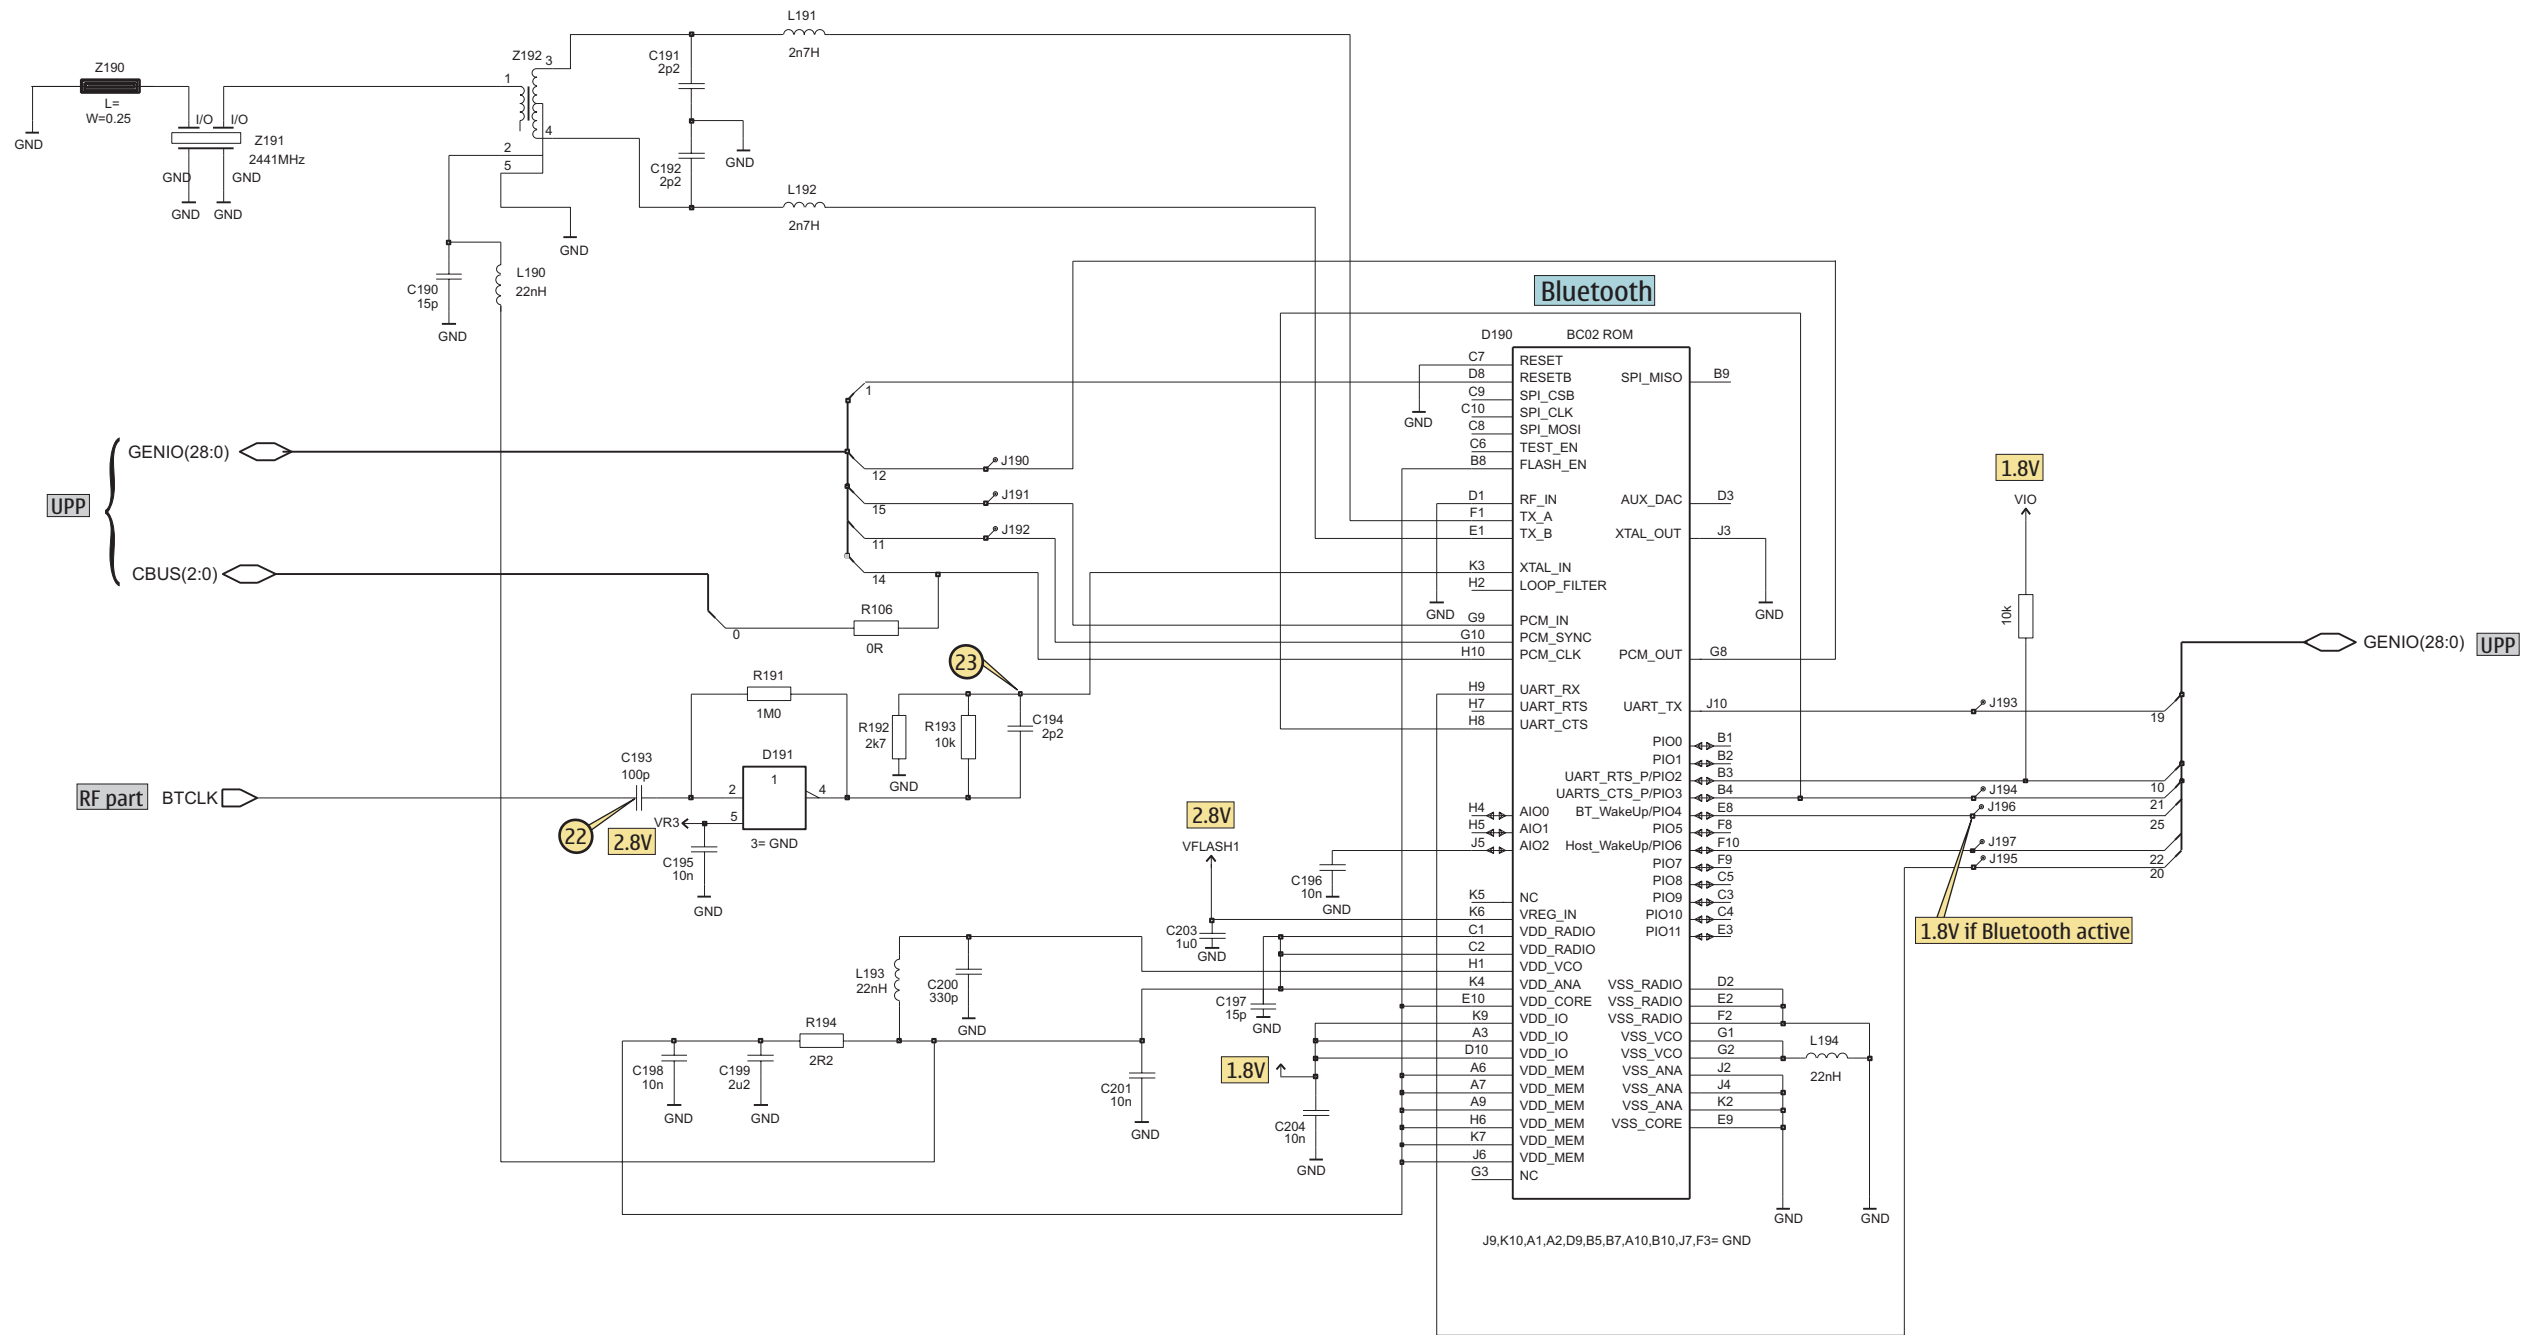 L191
2n7H
Z190
L=
W=0.25
GND
I/O
I/O
Z191
2441MHz
GND
GND
GND
GND
Z192
1
3
4
2
5
GND
C191
2p2
C192
2p2
GND
L192
2n7H
C190
15p
GND
L190
22nH
Bluetooth
D190
BC02 ROM
UPP
GENIO(28:0)
CBUS(2:0)
1
12
15
11
14
0
J190
J191
J192
R106
0R
23
R191
1M0
R192
2k7
GND
R193
10k
C194
2p2
RF part
BTCLK
C193
100p
22
2.8V
D191
1
2
4
5
VR3
3= GND
C195
10n
GND
GND
GND
C7 RESET
D8 RESETB
C9 SPI_CSB
C10 SPI_CLK
C8 SPI_MOSI
C6 TEST_EN
B8 FLASH_EN
D1 RF_IN
F1 TX_A
E1 TX_B
K3 XTAL_IN
H2 LOOP_FILTER
G9 PCM_IN
G10 PCM_SYNC
H10 PCM_CLK
H9 UART_RX
H7 UART_RTS
H8 UART_CTS
H4 AIO0
H5 AIO1
J5 AIO2
K5 NC
K6 VREG_IN
C1 VDD_RADIO
C2 VDD_RADIO
H1 VDD_VCO
K4 VDD_ANA
E10 VDD_CORE
K9 VDD_IO
A3 VDD_IO
D10 VDD_IO
A6 VDD_MEM
A7 VDD_MEM
A9 VDD_MEM
H6 VDD_MEM
K7 VDD_MEM
J6 VDD_MEM
G3 NC
SPI_MISO B9
AUX_DAC D3
XTAL_OUT J3
GND
PCM_OUT G8
UART_TX J10
PIO0 B1
PIO1 B2
UART_RTS_P/PIO2 B3
UARTS_CTS_P/PIO3 B4
BT_WakeUp/PIO4 E8
PIO5 F8
Host_WakeUp/PIO6 F10
PIO7 F9
PIO8 C5
PIO9 C3
PIO10 C4
PIO11 E3
VSS_RADIO D2
VSS_RADIO E2
VSS_RADIO F2
VSS_VCO G1
VSS_VCO G2
VSS_ANA J2
VSS_ANA J4
VSS_ANA K2
VSS_CORE E9
L194
22nH
GND
GND
2.8V
VFLASH1
C196
10n
GND
C203
1u0
GND
C197
15p
GND
1.8V
C204
10n
GND
L193
22nH
C200
330p
GND
R194
2R2
C198
10n
GND
C199
2u2
GND
C201
10n
GND
1.8V
VIO
10k
J193
J194
J196
J197
J195
19
10
21
25
22
20
GENIO(28:0)
UPP
1.8V if Bluetooth active
J9,K10,A1,A2,D9,B5,B7,A10,B10,J7,F3= GND